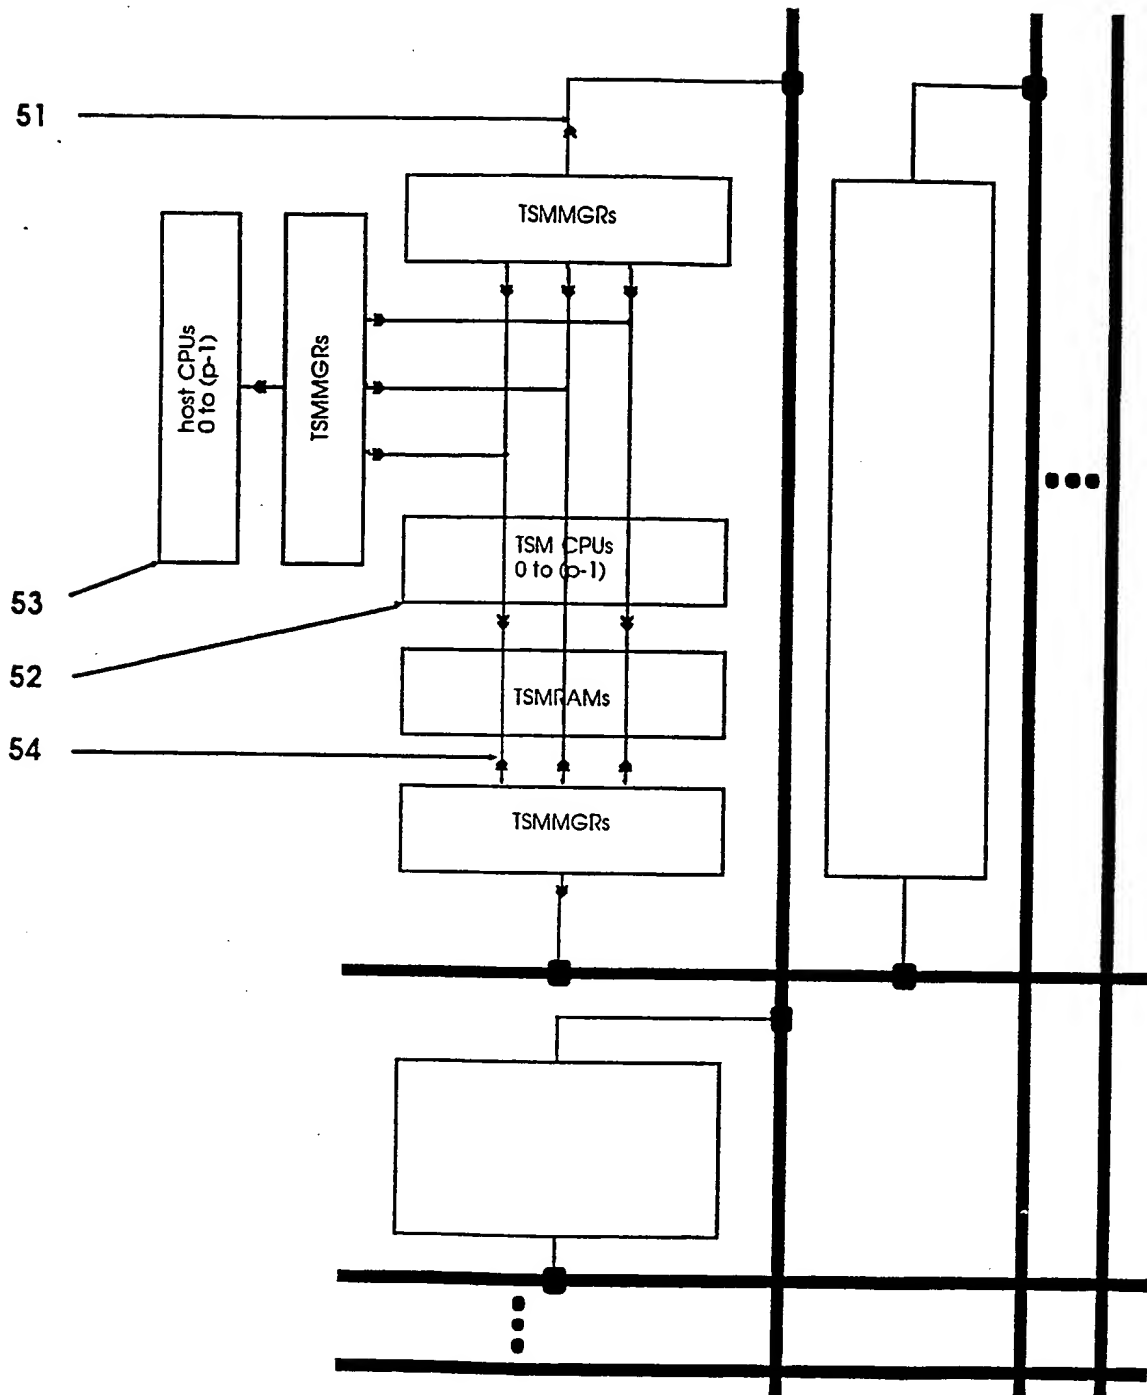 51
TSMMGRs
host CPUs
0 to (p-1)
TSMMGRs
TSM CPUs
0 to (p-1)
53
52
TSMRAMs
54
TSMMGRs